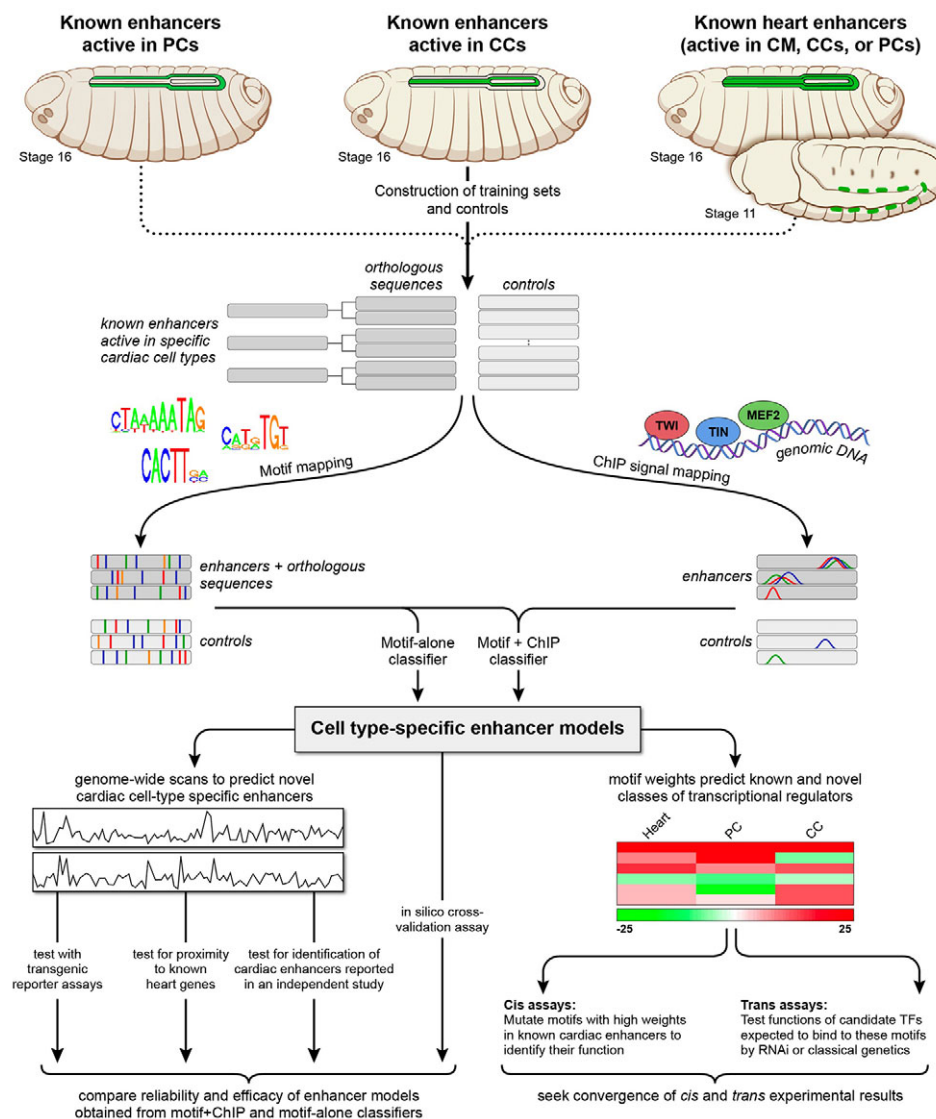 Known enhancers
active in PCs
Known enhancers
active in CCs
Known heart enhancers
(active in CM, CCs, or PCs)
Stage 16
Stage 16
Stage 16
Stage 11
Construction of training sets
and controls
orthologous
sequences
controls
known enhancers
active in specific
cardiac cell types
CTAAAAATAG
CATGTGT
CACTTGA
Motif mapping
TWI
TIN
MEF2
genomic DNA
ChIP signal mapping
enhancers + orthologous
sequences
controls
enhancers
controls
Motif-alone
classifier
Motif + ChIP
classifier
Cell type-specific enhancer models
genome-wide scans to predict novel
cardiac cell-type specific enhancers
motif weights predict known and novel
classes of transcriptional regulators
Heart
PC
CC
-25
25
in silico cross-
validation assay
test with
transgenic
reporter assays
test for proximity
to known
heart genes
test for identification of
cardiac enhancers reported
in an independent study
Cis assays:
Mutate motifs with high weights
in known cardiac enhancers to
identify their function
Trans assays:
Test functions of candidate TFs
expected to bind to these motifs
by RNAi or classical genetics
compare reliability and efficacy of enhancer models
obtained from motif+ChIP and motif-alone classifiers
seek convergence of cis and trans experimental results